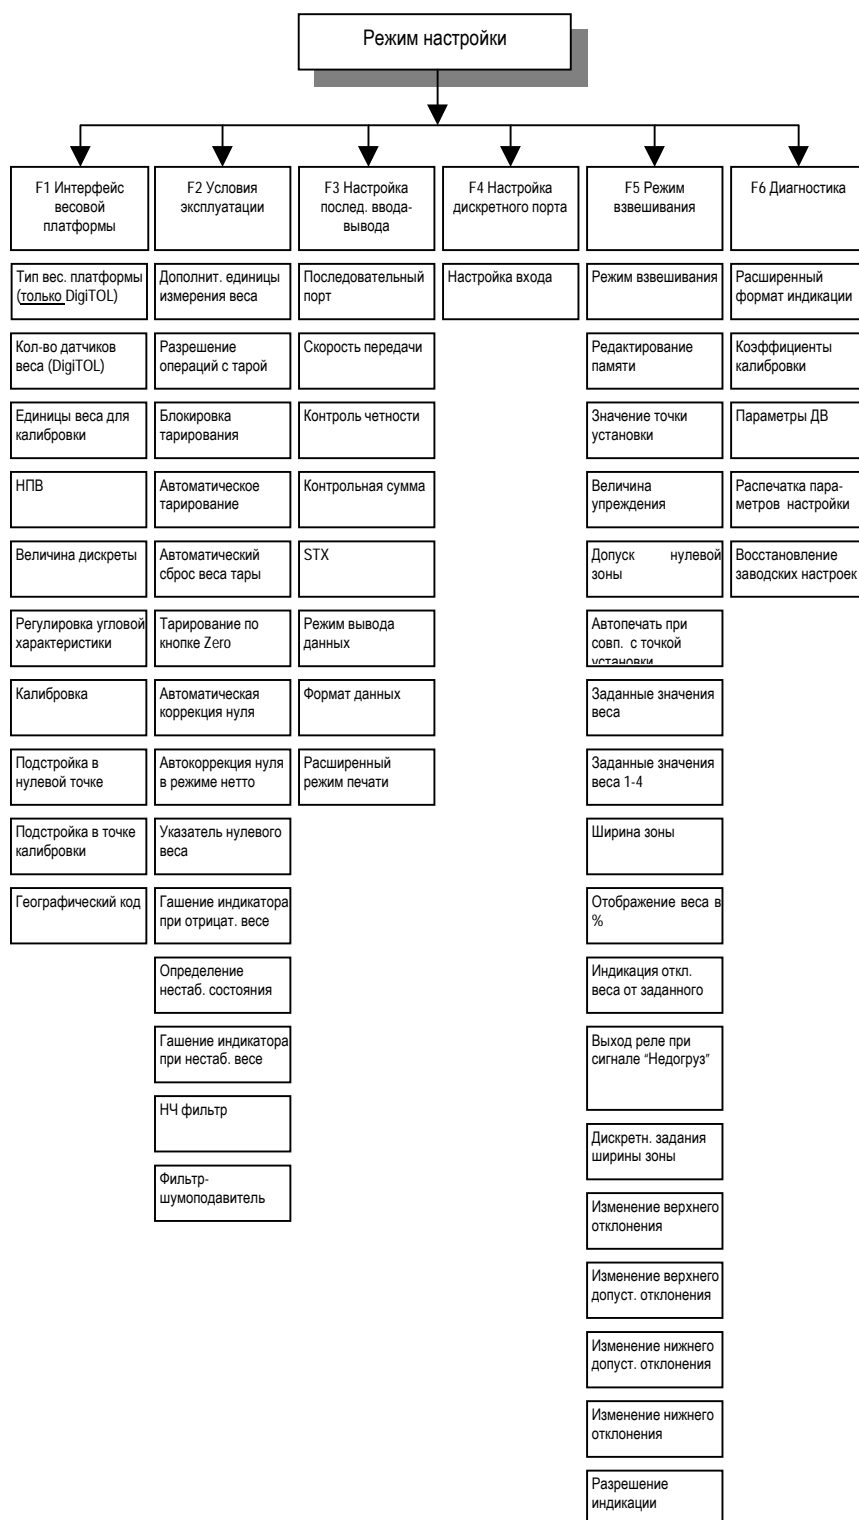 Режим настройки
F1 Интерфейс
весовой
платформы
F2 Условия
эксплуатации
F3 Настройка
послед. ввода-
вывода
F4 Настройка
дискретного порта
F5 Режим
взвешивания
F6 Диагностика
Тип вес. платформы
(только DigiTOL)
Кол-во датчиков
веса (DigiTOL)
Единицы веса для
калибровки
НПВ
Величина дискреты
Регулировка угловой
характеристики
Калибровка
Подстройка в
нулевой точке
Подстройка в точке
калибровки
Географический код
Дополнит. единицы
измерения веса
Разрешение
операций с тарой
Блокировка
тарирования
Автоматическое
тарирование
Автоматический
сброс веса тары
Тарирование по
кнопке Zero
Автоматическая
коррекция нуля
Автокоррекция нуля
в режиме нетто
Указатель нулевого
веса
Гашение индикатора
при отрицат. весе
Определение
нестаб. состояния
Гашение индикатора
при нестаб. весе
НЧ фильтр
Фильтр-
шумоподавитель
Последовательный
порт
Скорость передачи
Контроль четности
Контрольная сумма
STX
Режим вывода
данных
Формат данных
Расширенный
режим печати
Настройка входа
Режим взвешивания
Редактирование
памяти
Значение точки
установки
Величина
упреждения
Допуск нулевой
зоны
Автопечать при
совп. с точкой
установки
Заданные значения
веса
Заданные значения
веса 1-4
Ширина зоны
Отображение веса в
%
Индикация откл.
веса от заданного
Выход реле при
сигнале “Недогруз”
Дискретн. задания
ширины зоны
Изменение верхнего
отклонения
Изменение верхнего
допуст. отклонения
Изменение нижнего
допуст. отклонения
Изменение нижнего
отклонения
Разрешение
индикации
Расширенный
формат индикации
Коэффициенты
калибровки
Параметры ДВ
Распечатка пара-
метров настройки
Восстановление
заводских настроек